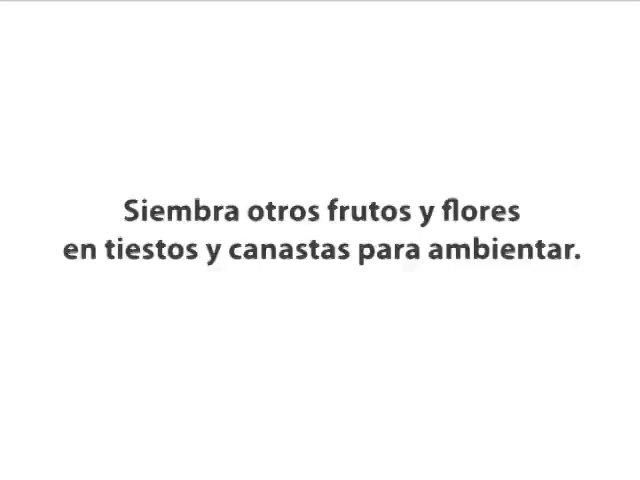 Siembra otros frutos y flores
en tiestos y canastas para ambientar.